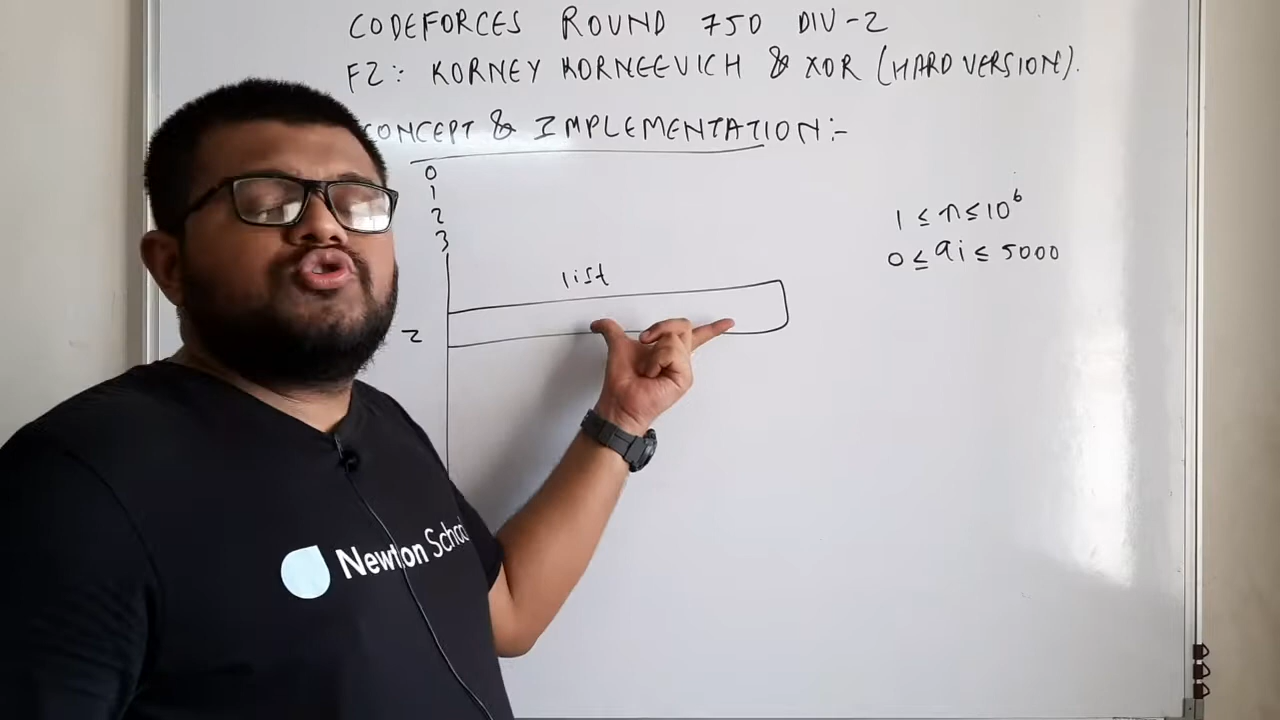 CODEFORCES ROUND 750 DIV-2
F2:- KORNEY KORNEEVICH & XOR (HARD VERSION).
CONCEPT & IMPLEMENTATION:-
0
1
2
3
list
z
1 ≤ n ≤ 10⁶
0 ≤ ai ≤ 5000
Newton School